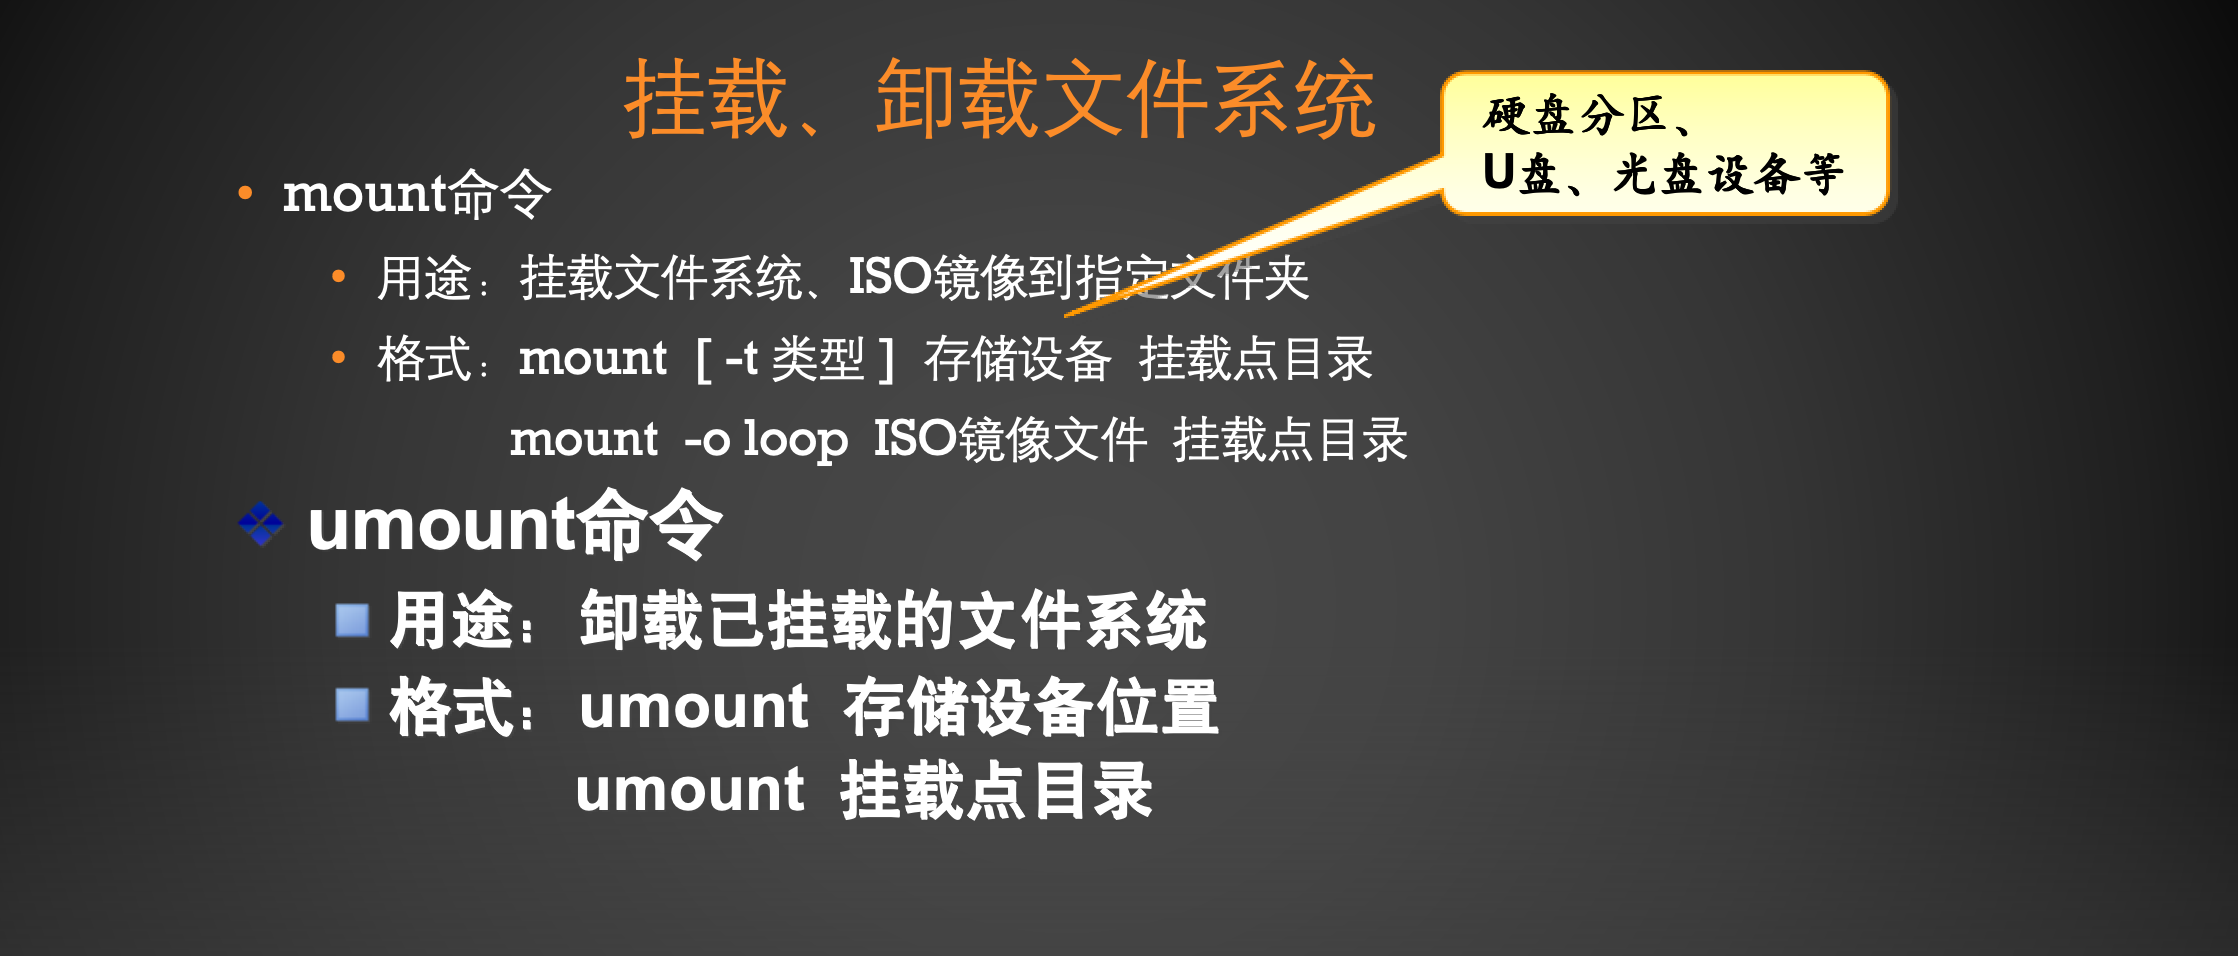 挂载、卸载文件系统
硬盘分区、
U盘、光盘设备等
mount命令
用途：挂载文件系统、ISO镜像到指定文件夹
格式：mount [ -t 类型 ] 存储设备 挂载点目录
mount -o loop ISO镜像文件 挂载点目录
umount命令
用途： 卸载已挂载的文件系统
格式： umount 存储设备位置
umount 挂载点目录